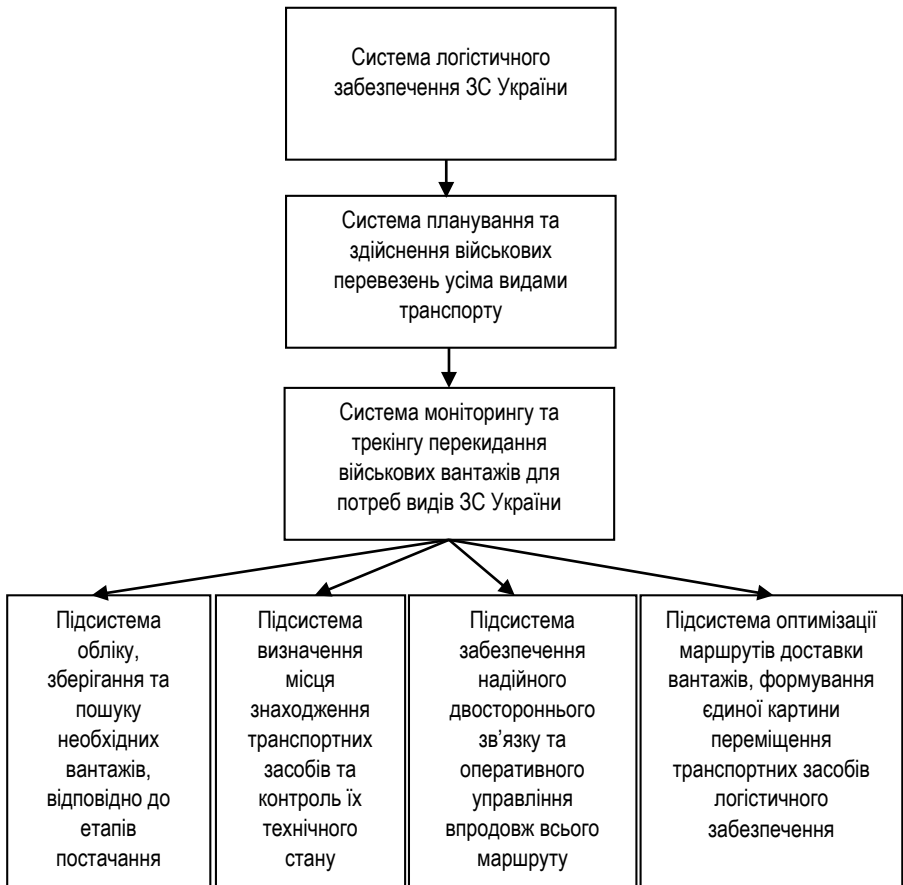 Система логістичного
забезпечення ЗС України
Система планування та
здійснення військових
перевезень усіма видами
транспорту
Система моніторингу та
трекінгу перекидання
військових вантажів для
потреб видів ЗС України
Підсистема
обліку,
зберігання та
пошуку
необхідних
вантажів,
відповідно до
етапів
постачання
Підсистема
визначення
місця
знаходження
транспортних
засобів та
контроль їх
технічного
стану
Підсистема
забезпечення
надійного
двостороннього
зв’язку та
оперативного
управління
впродовж всього
маршруту
Підсистема оптимізації
маршрутів доставки
вантажів, формування
єдиної картини
переміщення
транспортних засобів
логістичного
забезпечення